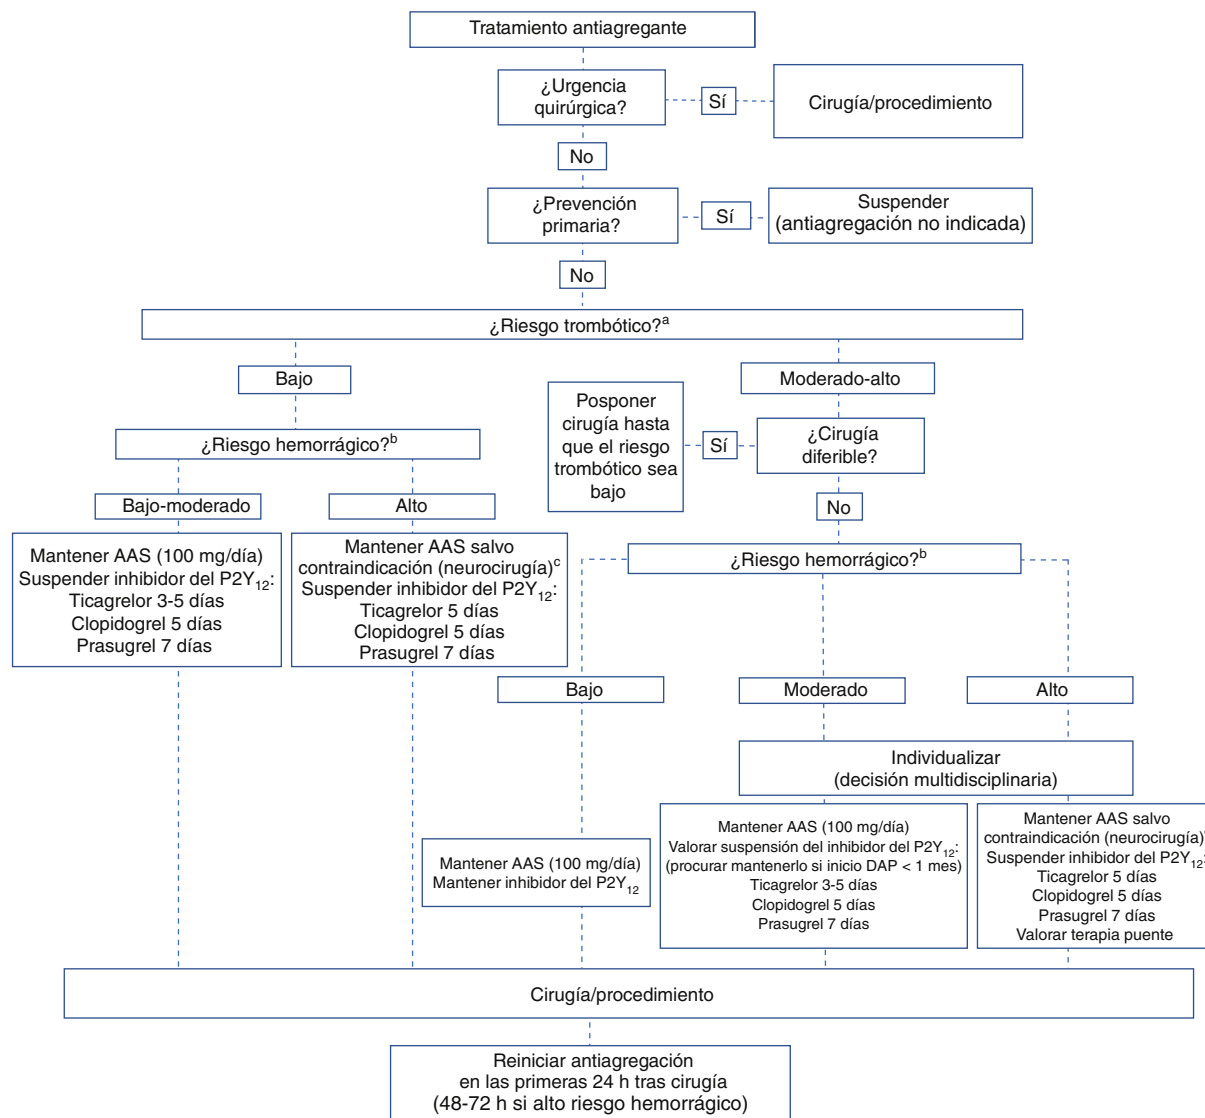 Tratamiento antiagregante
¿Urgencia
quirúrgica?
Sí
Cirugía/procedimiento
No
¿Prevención
primaria?
Sí
Suspender
(antiagregación no indicada)
No
¿Riesgo trombótico?a
Bajo
Moderado-alto
¿Riesgo hemorrágico?b
Posponer
cirugía hasta
que el riesgo
trombótico sea
bajo
Sí
¿Cirugía
diferible?
Bajo-moderado
Alto
No
Mantener AAS (100 mg/día)
Suspender inhibidor del P2Y12:
Ticagrelor 3-5 días
Clopidogrel 5 días
Prasugrel 7 días
Mantener AAS salvo
contraindicación (neurocirugía)c
Suspender inhibidor del P2Y12:
Ticagrelor 5 días
Clopidogrel 5 días
Prasugrel 7 días
¿Riesgo hemorrágico?b
Bajo
Moderado
Alto
Individualizar
(decisión multidisciplinaria)
Mantener AAS (100 mg/día)
Mantener inhibidor del P2Y12
Mantener AAS (100 mg/día)
Valorar suspensión del inhibidor del P2Y12:
(procurar mantenerlo si inicio DAP < 1 mes)
Ticagrelor 3-5 días
Clopidogrel 5 días
Prasugrel 7 días
Mantener AAS salvo
contraindicación (neurocirugía)
Suspender inhibidor del P2Y12:
Ticagrelor 5 días
Clopidogrel 5 días
Prasugrel 7 días
Valorar terapia puente
Cirugía/procedimiento
Reiniciar antiagregación
en las primeras 24 h tras cirugía
(48-72 h si alto riesgo hemorrágico)